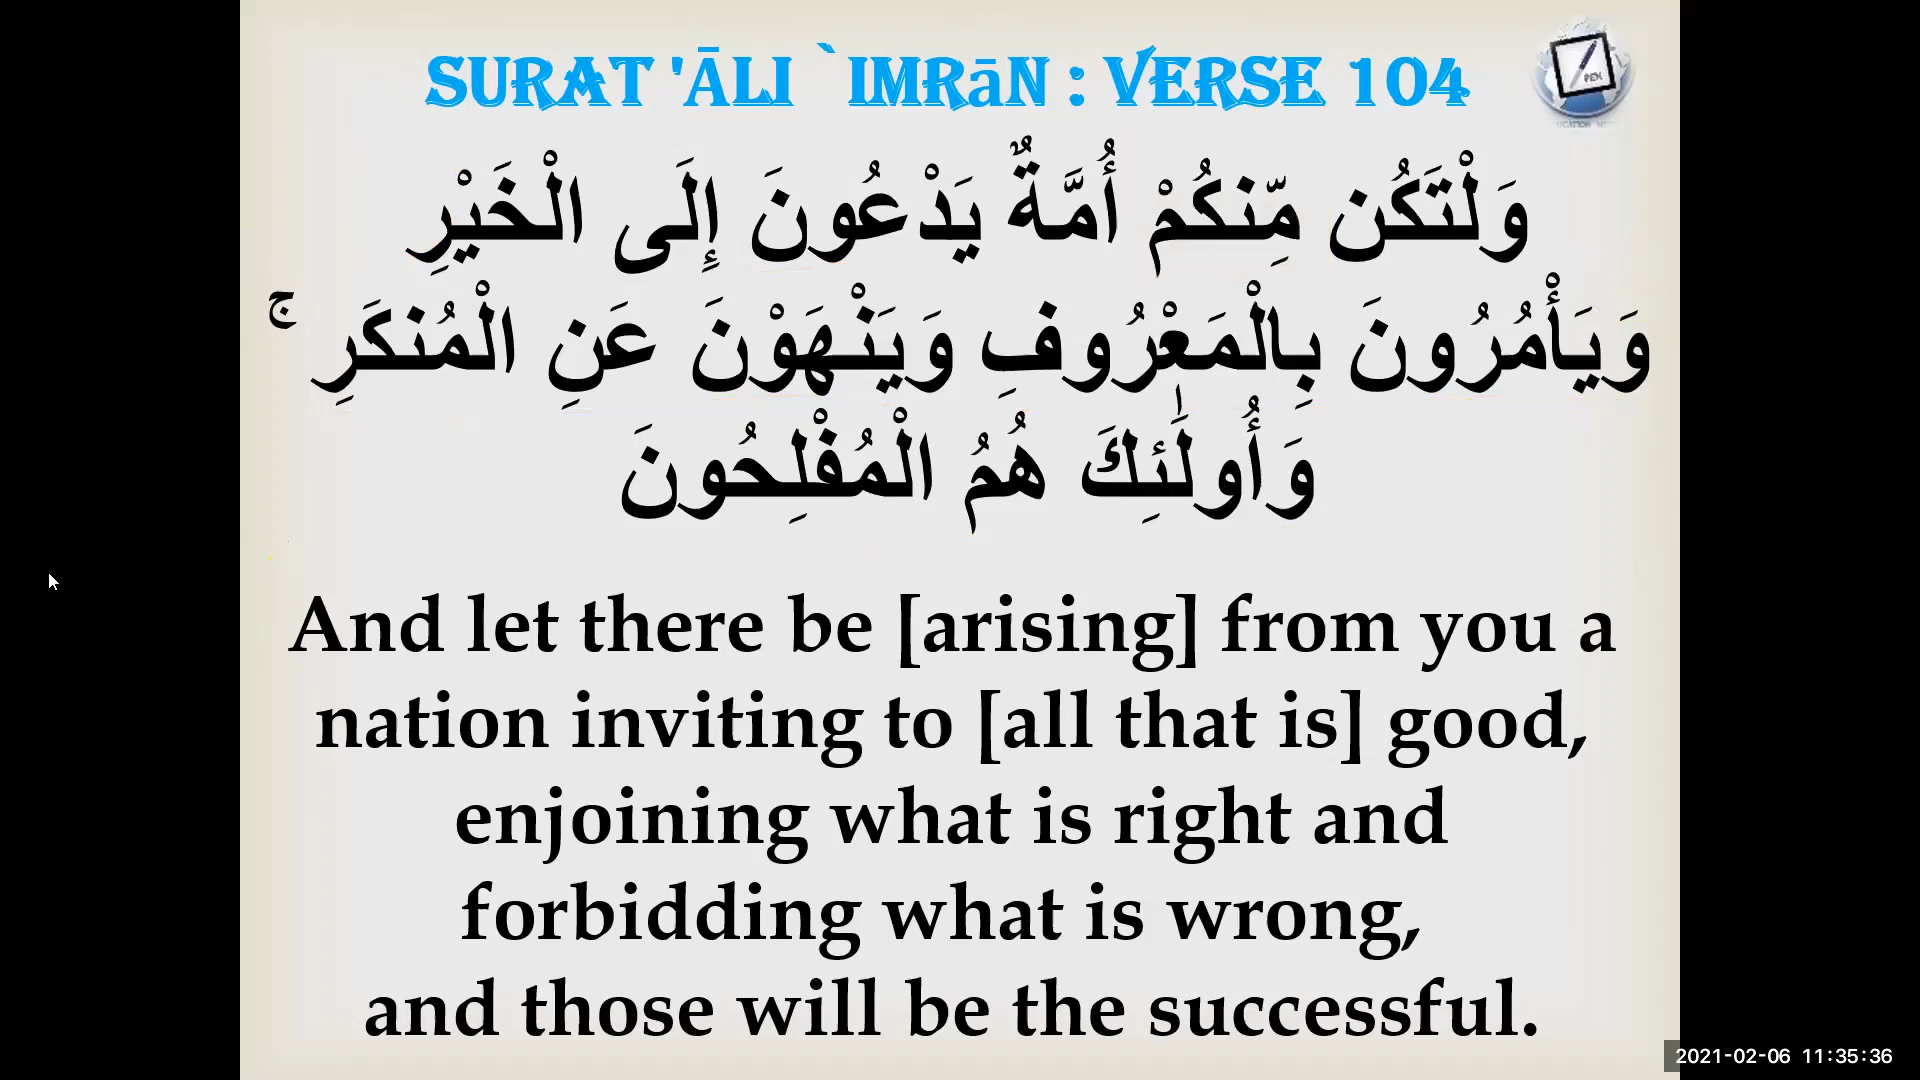 SURAT 'ĀLI `IMRāN : VERSE 104
PEN
وَلْتَكُن مِّنكُمْ أُمَّةٌ يَدْعُونَ إِلَى الْخَيْرِ
وَيَأْمُرُونَ بِالْمَعْرُوفِ وَيَنْهَوْنَ عَنِ الْمُنكَرِ ۚ
وَأُولَٰئِكَ هُمُ الْمُفْلِحُونَ
And let there be [arising] from you a
nation inviting to [all that is] good,
enjoining what is right and
forbidding what is wrong,
and those will be the successful.
2021-02-06 11:35:36